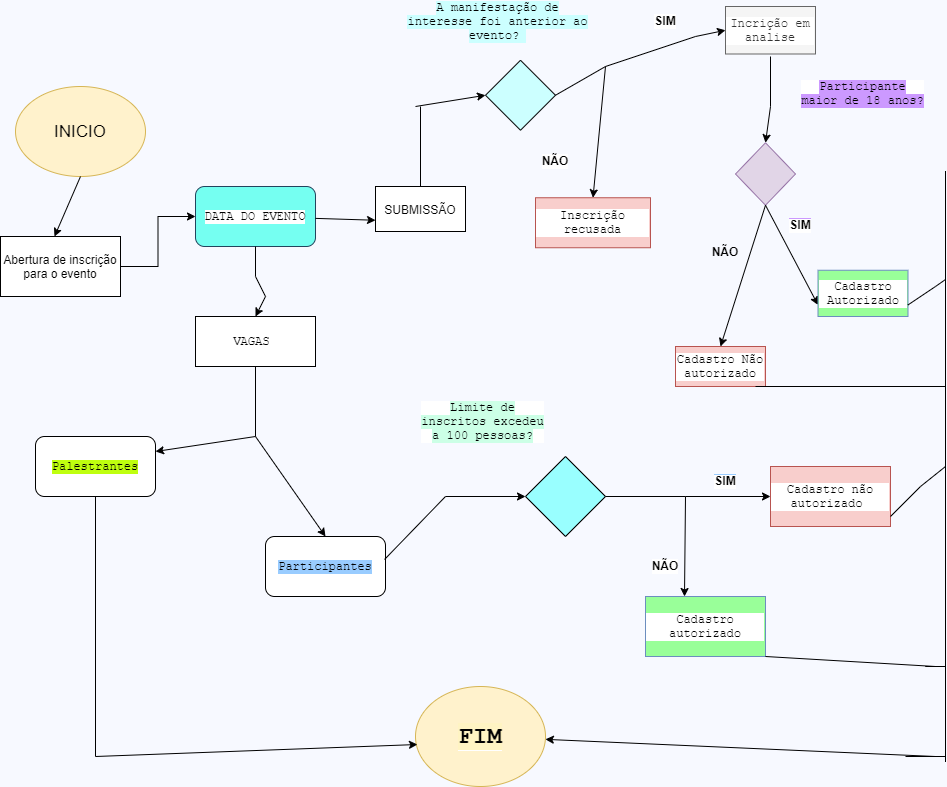 A manifestação de
interesse foi anterior ao
evento?
SIM
Incrição em
analise
Participante
maior de 18 anos?
INICIO
NÃO
DATA DO EVENTO
SUBMISSÃO
Inscrição
recusada
SIM
NÃO
Abertura de inscrição
para o evento
Cadastro
Autorizado
VAGAS
Cadastro Não
autorizado
Limite de
inscritos excedeu
a 100 pessoas?
Palestrantes
SIM
Cadastro não
autorizado
Participantes
NÃO
Cadastro
autorizado
FIM